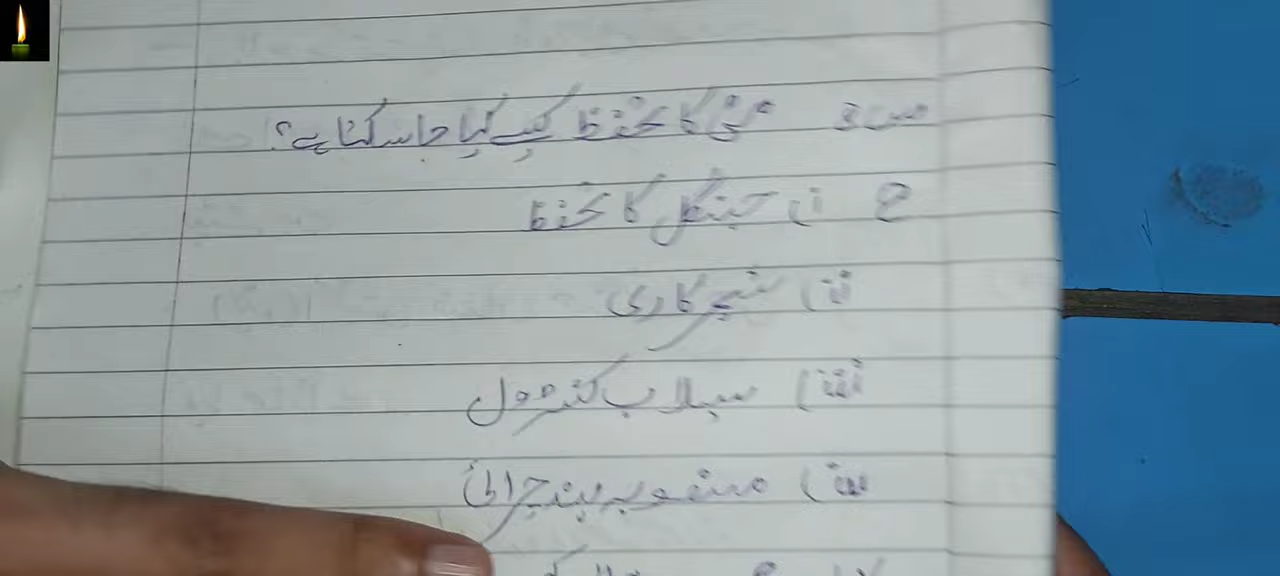 س3 مٹی کا تحفظ کیسے کیا جا سکتا ہے؟
ج i) جنگل کا تحفظ
ii) شجر کاری
iii) سیلاب کنٹرول
iv) منصوبہ بند چرائی